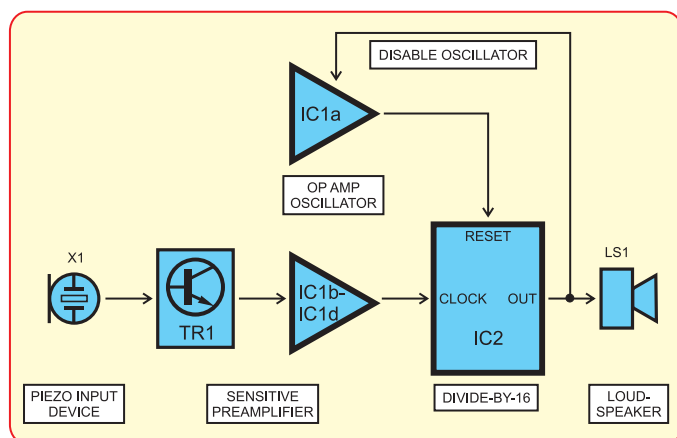 DISABLE OSCILLATOR
IC1a
OP AMP
OSCILLATOR
RESET
X1
LS1
IC1b-
IC1d
CLOCK OUT
TR1
IC2
PIEZO INPUT
DEVICE
SENSITIVE
PREAMPLIFIER
DIVIDE-BY-16
LOUD-
SPEAKER